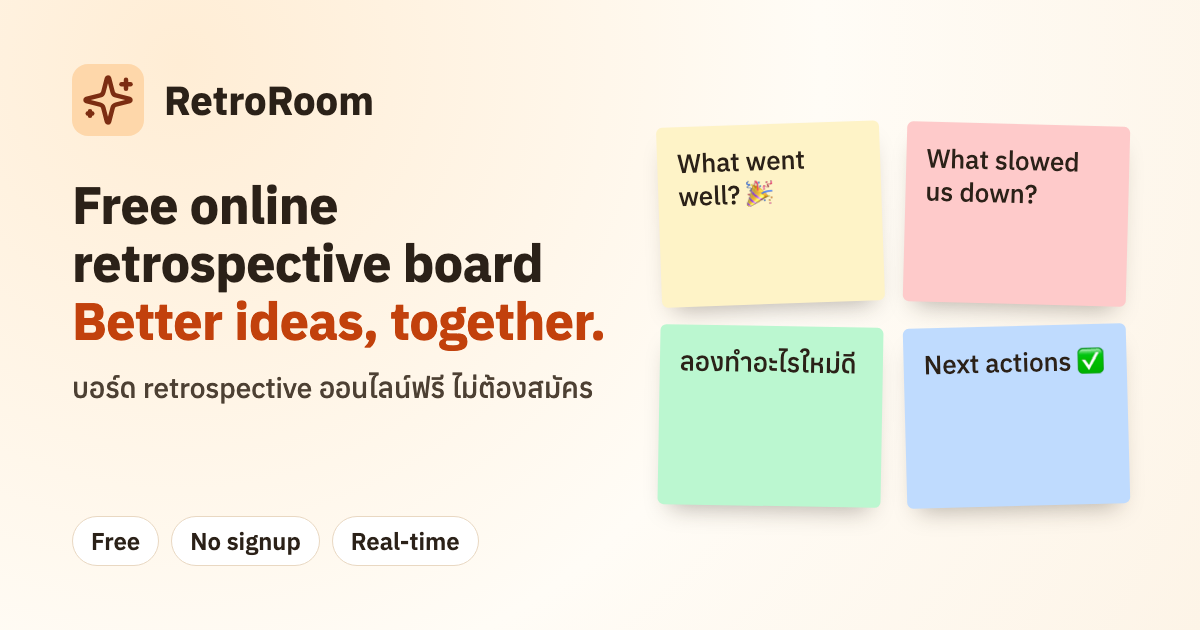 RetroRoom
Free online
retrospective board
Better ideas, together.
บอร์ด retrospective ออนไลน์ฟรี ไม่ต้องสมัคร
Free
No signup
Real-time
What went
well? 🎉
What slowed
us down?
ลองทำอะไรใหม่ดี
Next actions ✅